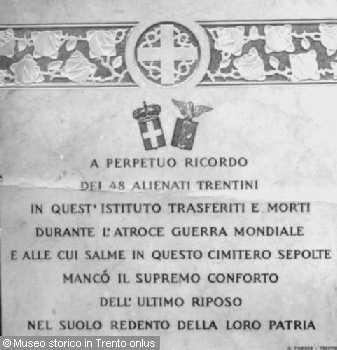 A PERPETUO RICORDO
DEI 48 ALIENATI TRENTINI
IN QUEST' ISTITUTO TRASFERITI E MORTI
DURANTE L'ATROCE GUERRA MONDIALE
E ALLE CUI SALME IN QUESTO CIMITERO SEPOLTE
MANCÓ IL SUPREMO CONFORTO
DELL' ULTIMO RIPOSO
NEL SUOLO REDENTO DELLA LORO PATRIA
© Museo storico in Trento onlus